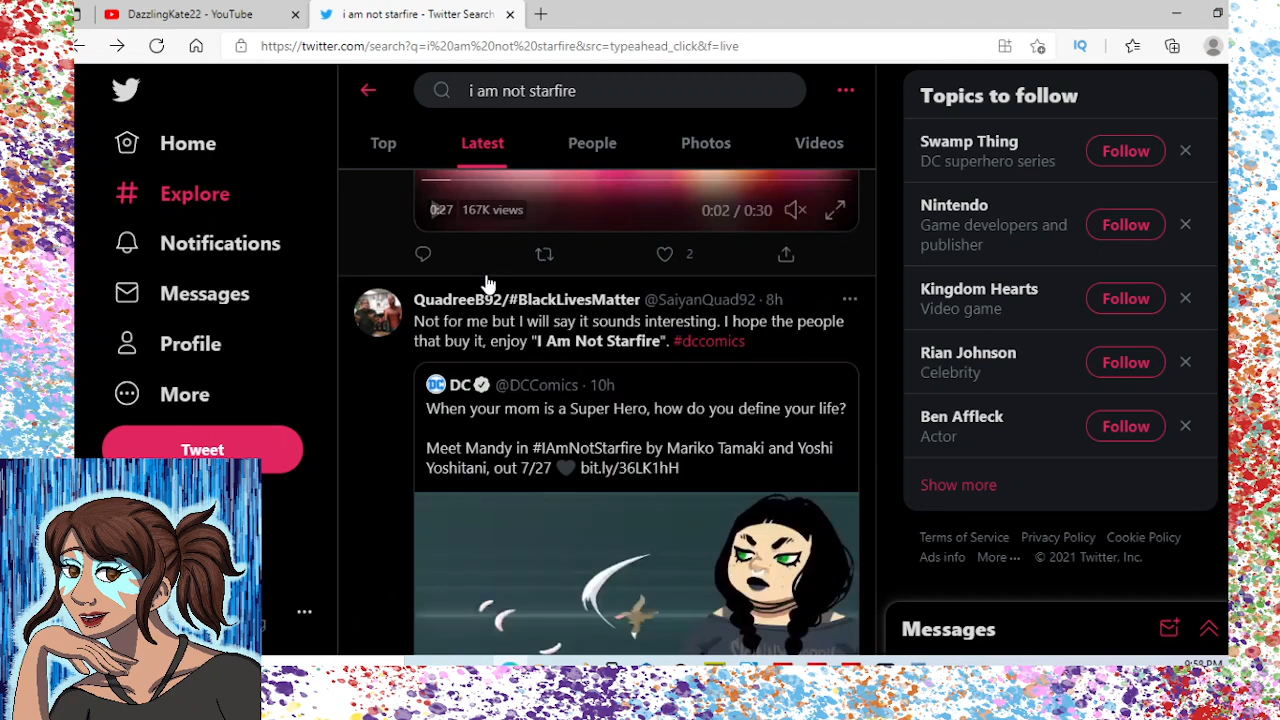 DazzlingKate22 - YouTube
i am not starfire - Twitter Search
https://twitter.com/search?q=i%20am%20not%20starfire&src=typeahead_click&f=live
Home
Explore
Notifications
Messages
Profile
More
Tweet
i am not starfire
Top
Latest
People
Photos
Videos
0:27
167K views
0:02 / 0:30
2
QuadreeB92/#BlackLivesMatter @SaiyanQuad92 · 8h
Not for me but I will say it sounds interesting. I hope the people
that buy it, enjoy "I Am Not Starfire". #dccomics
DC @DCComics · 10h
When your mom is a Super Hero, how do you define your life?
Meet Mandy in #IAmNotStarfire by Mariko Tamaki and Yoshi
Yoshitani, out 7/27 🖤 bit.ly/36LK1hH
Topics to follow
Swamp Thing
DC superhero series
Follow
Nintendo
Game developers and
publisher
Follow
Kingdom Hearts
Video game
Follow
Rian Johnson
Celebrity
Follow
Ben Affleck
Actor
Follow
Show more
Terms of Service Privacy Policy Cookie Policy
Ads info More ··· © 2021 Twitter, Inc.
Messages